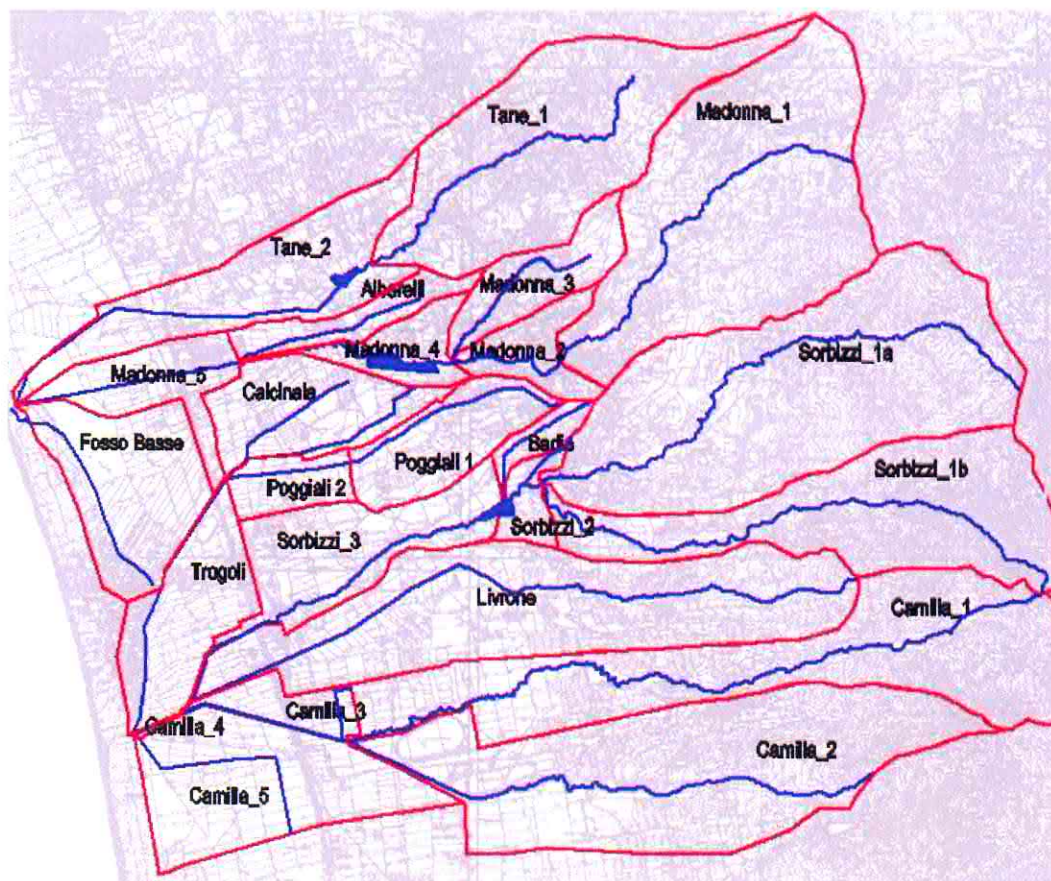 Tane_1
Madonna_1
Tane_2
Alberelli
Madonna_3
Madonna_4
Madonna_2
Sorbizzi_1a
Madonna_5
Calcinaia
Fosso Basse
Badia
Poggiali 1
Sorbizzi_1b
Poggiali 2
Sorbizzi_2
Sorbizzi_3
Trogoli
Livrone
Camilla_1
Camilla_3
Camilla_4
Camilla_2
Camilla_5